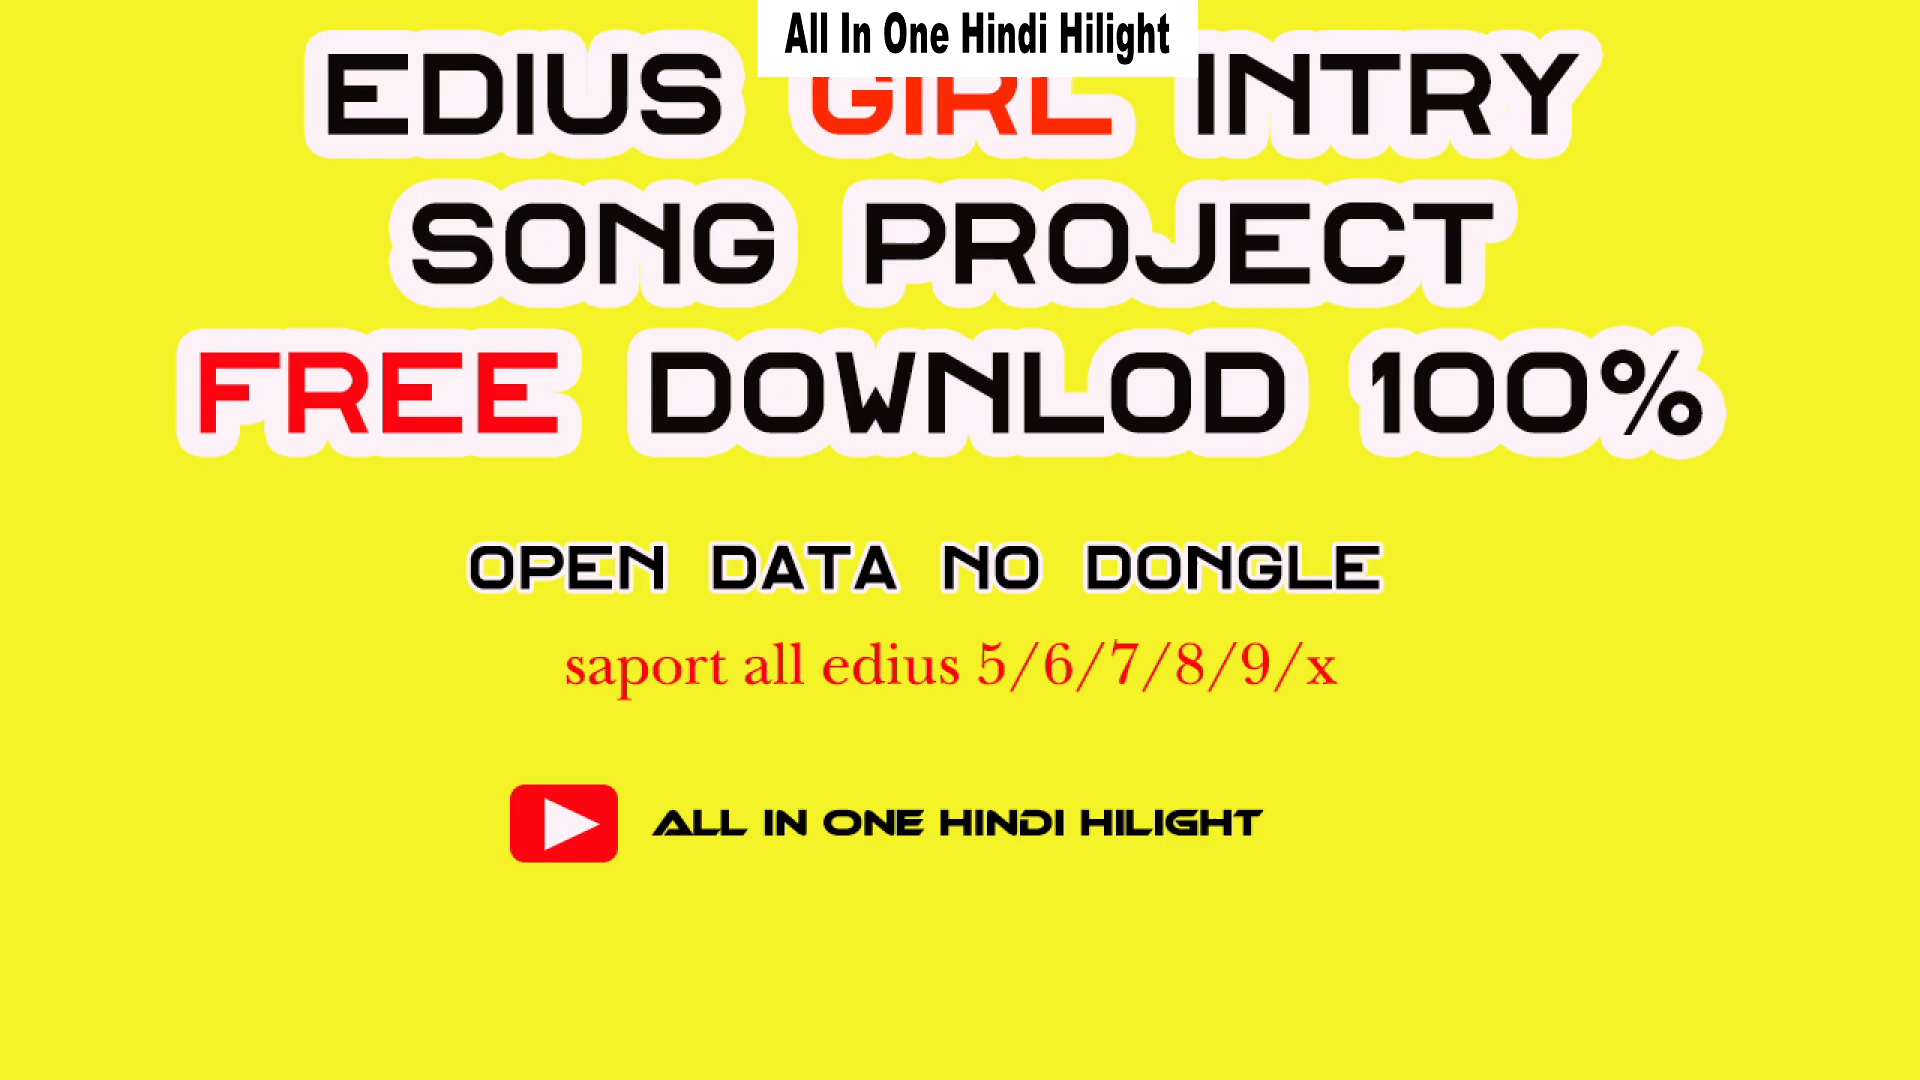 All In One Hindi Hilight
EDIUS GIRL INTRY
SONG PROJECT
FREE DOWNLOD 100%
OPEN DATA NO DONGLE
saport all edius 5/6/7/8/9/x
ALL IN ONE HINDI HILIGHT